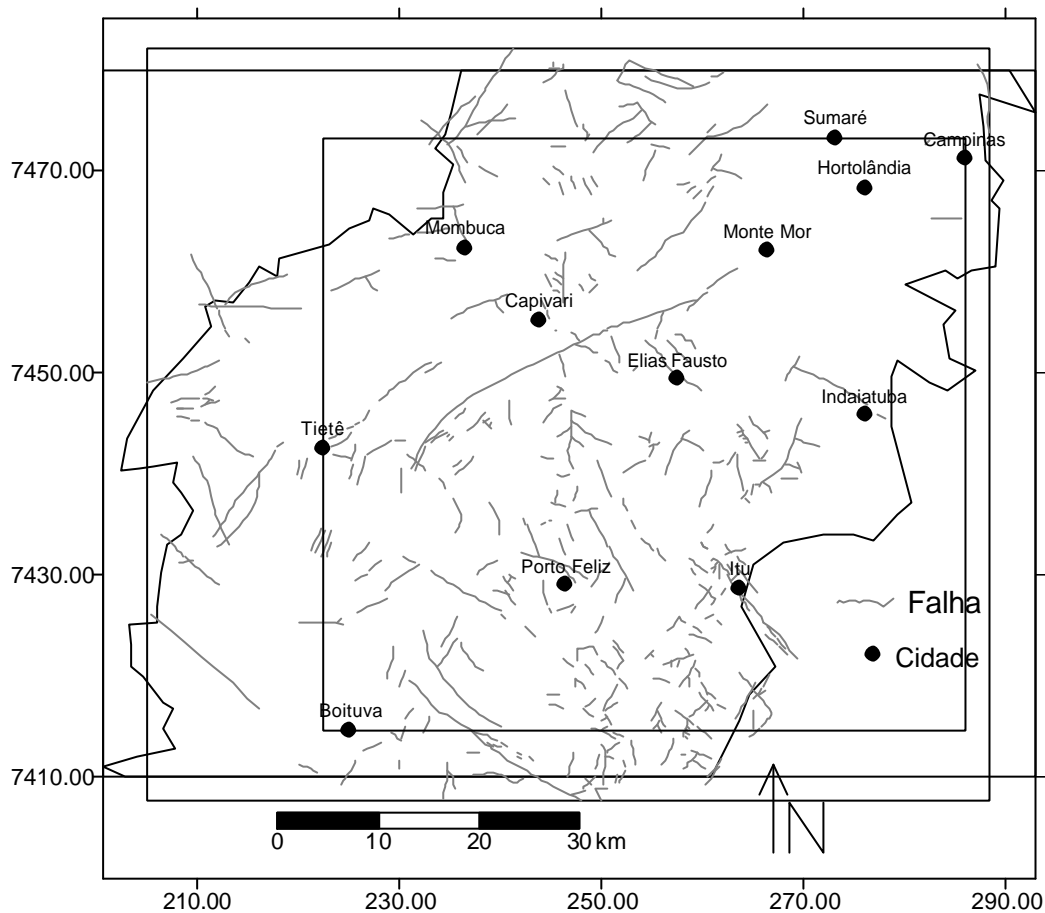 Sumaré
Campinas
7470.00
Hortolândia
Mombuca
Monte Mor
Capivari
7450.00
Elias Fausto
Indaiatuba
Tietê
7430.00
Porto Feliz
Itu
Falha
Cidade
Boituva
7410.00
N
0 10 20 30 km
210.00 230.00 250.00 270.00 290.00